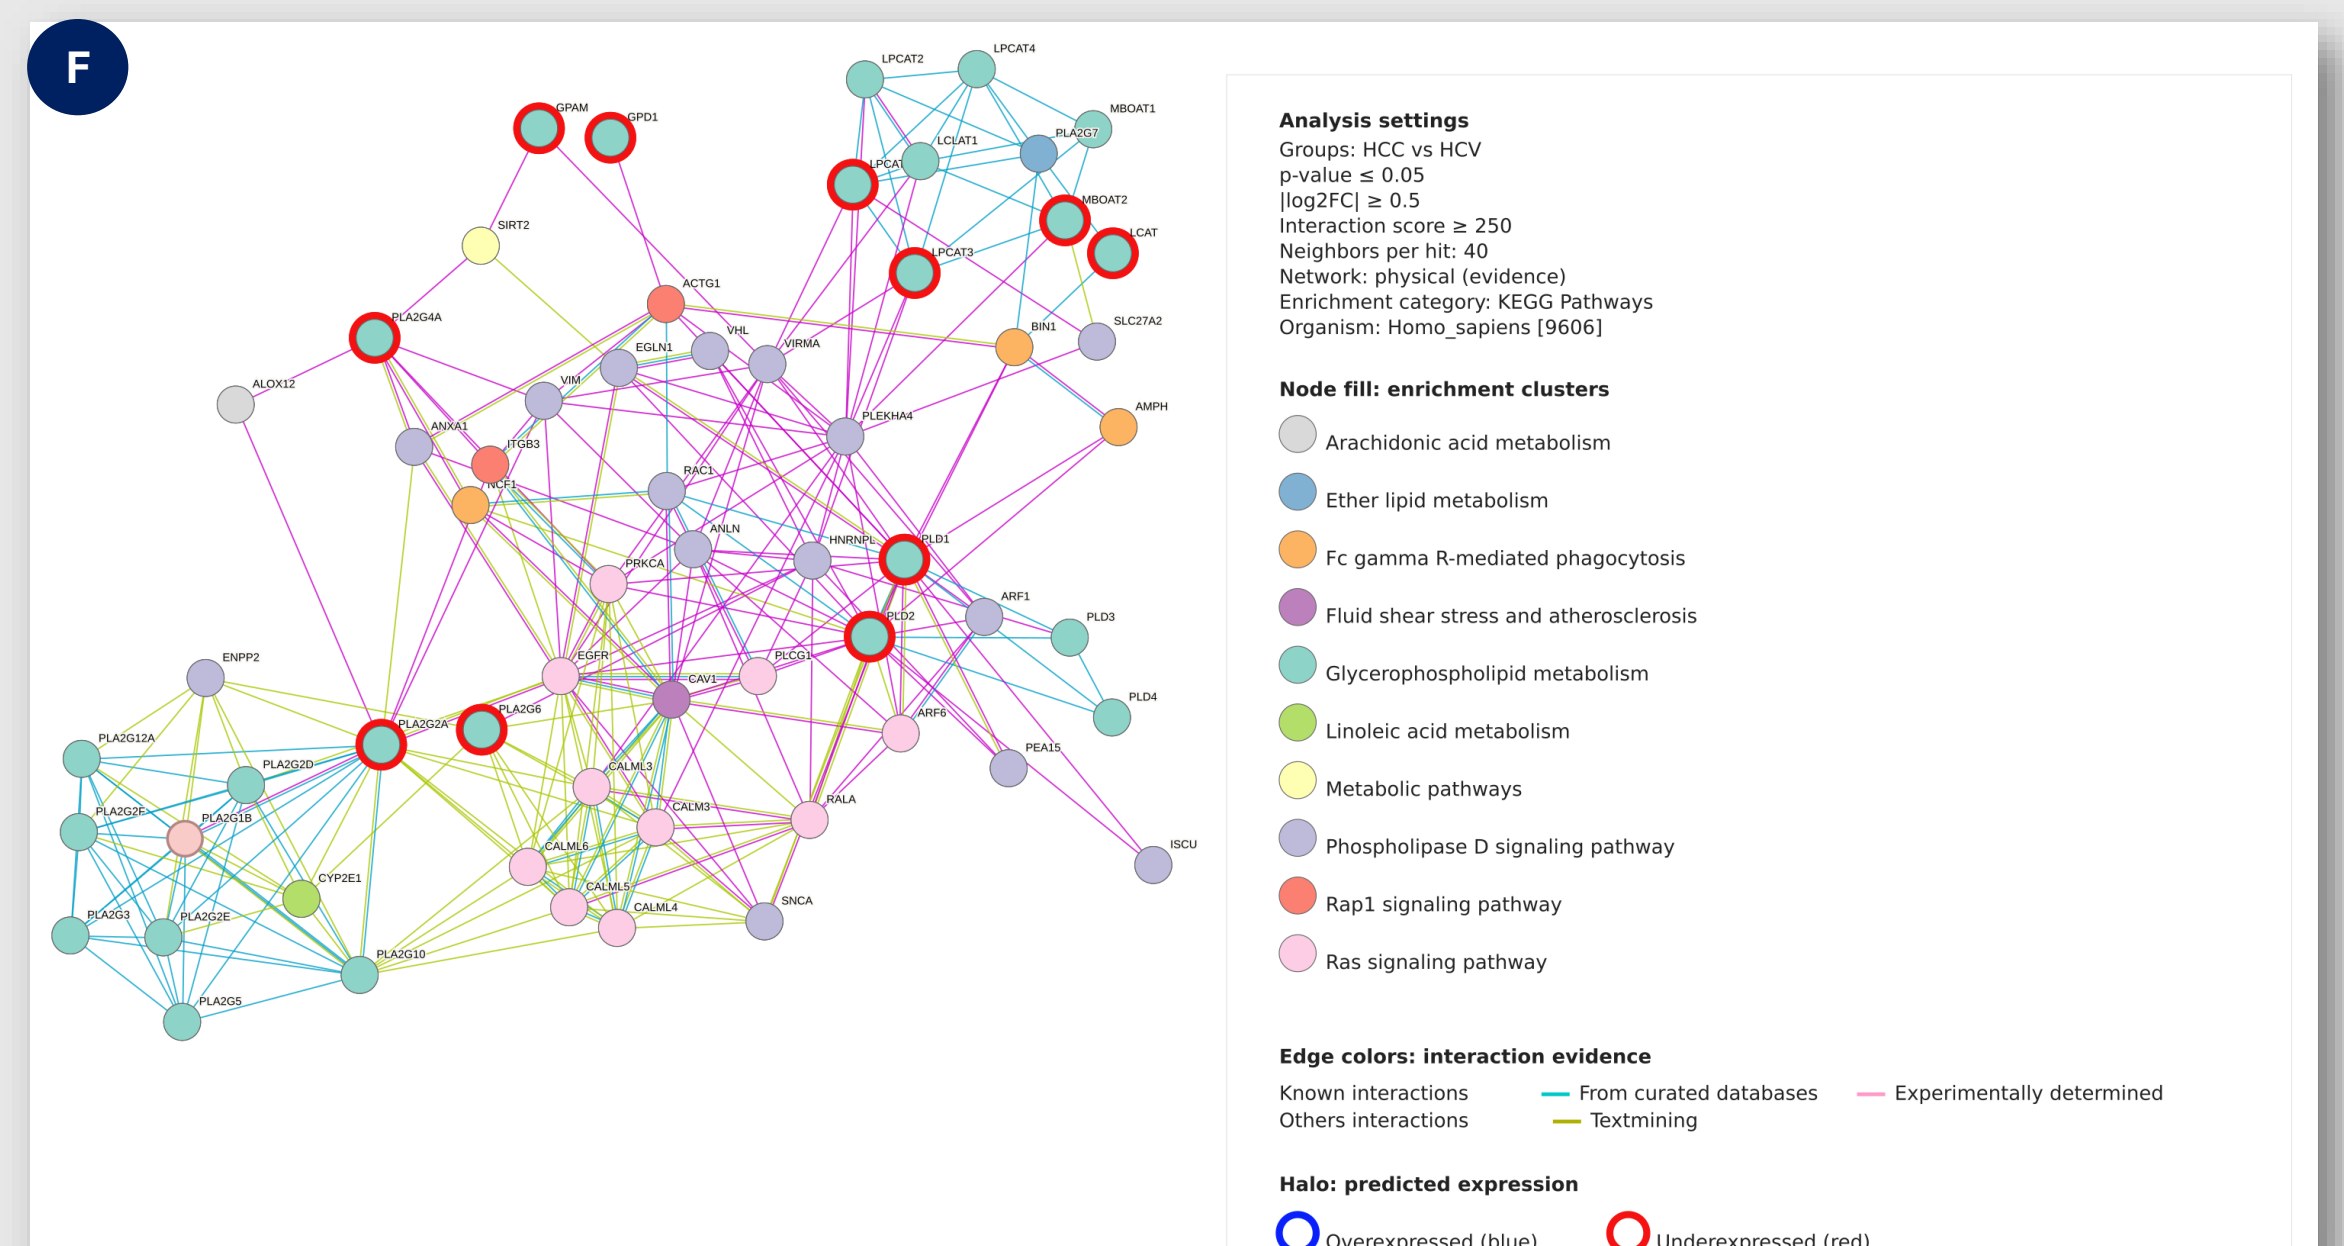 F
LPCAT2
LPCAT4
GPAM
GPD1
MBOAT1
PLA2G7
LCLAT1
LPCAT
MBOAT2
SIRT2
LCAT
LPCAT3
ACTG1
PLA2G4A
VHL
BIN1
SLC27A2
EGLN1
VIRMA
VIM
ALOX12
AMPH
PLEKHA4
ANXA1
ITGB3
RAC1
NCF1
ANLN
HNRNPL
PLD1
PRKCA
ARF1
PLD2
PLD3
ENPP2
EGFR
PLCG1
CAV1
PLD4
PLA2G6
ARF6
PLA2G2A
PLA2G12A
PEA15
PLA2G2D
CALML3
RALA
CALM3
PLA2G2F
PLA2G1B
CALML6
ISCU
CYP2E1
CALML5
SNCA
CALML4
PLA2G3
PLA2G2E
PLA2G10
PLA2G5
Analysis settings
Groups: HCC vs HCV
p-value ≤ 0.05
|log2FC| ≥ 0.5
Interaction score ≥ 250
Neighbors per hit: 40
Network: physical (evidence)
Enrichment category: KEGG Pathways
Organism: Homo_sapiens [9606]
Node fill: enrichment clusters
Arachidonic acid metabolism
Ether lipid metabolism
Fc gamma R-mediated phagocytosis
Fluid shear stress and atherosclerosis
Glycerophospholipid metabolism
Linoleic acid metabolism
Metabolic pathways
Phospholipase D signaling pathway
Rap1 signaling pathway
Ras signaling pathway
Edge colors: interaction evidence
Known interactions From curated databases Experimentally determined
Others interactions Textmining
Halo: predicted expression
Overexpressed (blue) Underexpressed (red)